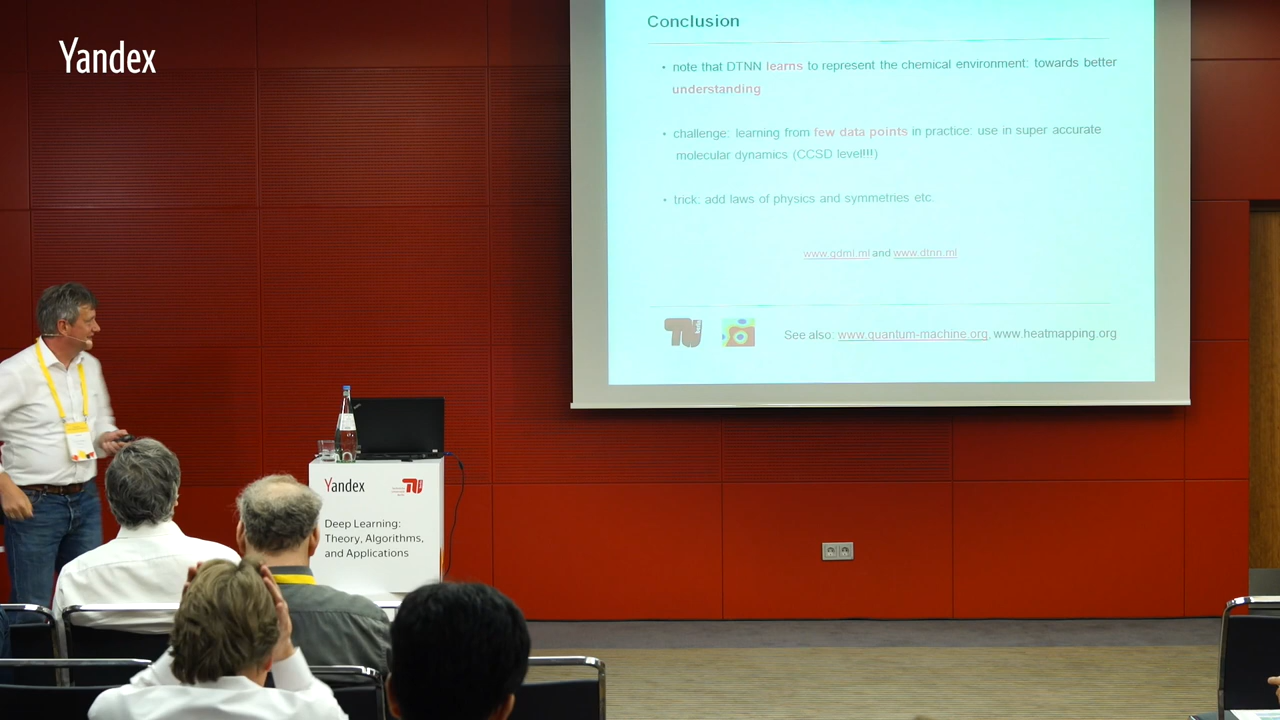 Yandex
Conclusion
• note that DTNN learns to represent the chemical environment: towards better
understanding
• challenge: learning from few data points in practice: use in super accurate
molecular dynamics (CCSD level!!!)
• trick: add laws of physics and symmetries etc.
www.gdml.ml and www.dtnn.ml
See also: www.quantum-machine.org, www.heatmapping.org
Yandex
Deep Learning:
Theory, Algorithms,
and Applications